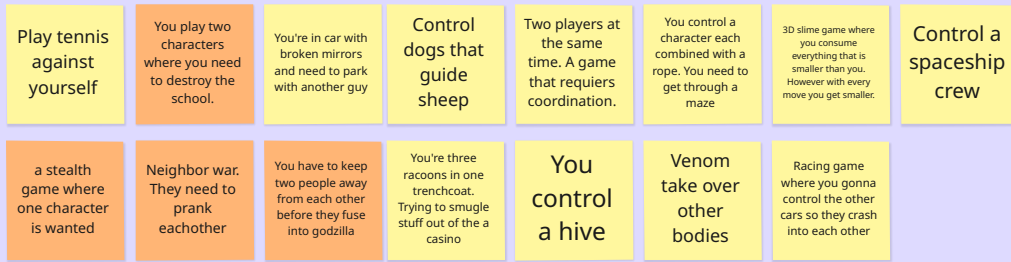 Play tennis
against
yourself
You play two
characters
where you need
to destroy the
school.
You're in car with
broken mirrors
and need to park
with another guy
Control
dogs that
guide
sheep
Two players at
the same
time. A game
that requiers
coordination.
You control a
character each
combined with a
rope. You need to
get through a
maze
3D slime game where
you consume
everything that is
smaller than you.
However with every
move you get smaller.
Control a
spaceship
crew
a stealth
game where
one character
is wanted
Neighbor war.
They need to
prank
eachother
You have to keep
two people away
from each other
before they fuse
into godzilla
You're three
racoons in one
trenchcoat.
Trying to smugle
stuff out of the a
casino
You
control
a hive
Venom
take over
other
bodies
Racing game
where you gonna
control the other
cars so they crash
into each other